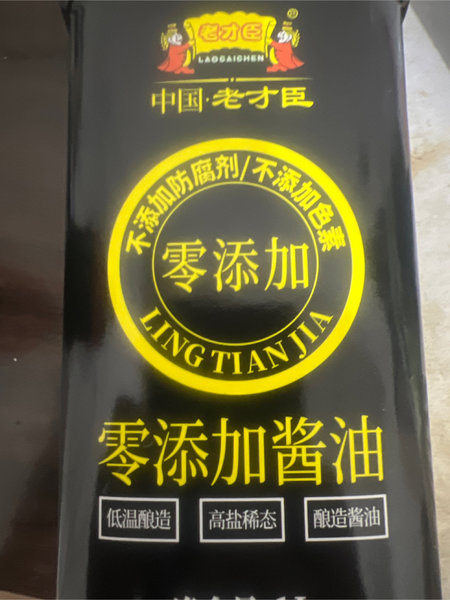 老才臣
®
LAOCAICHEN
中国·老才臣
不添加防腐剂/不添加色素
零添加
LING TIAN JIA
零添加酱油
低温酿造 高盐稀态 酿造酱油